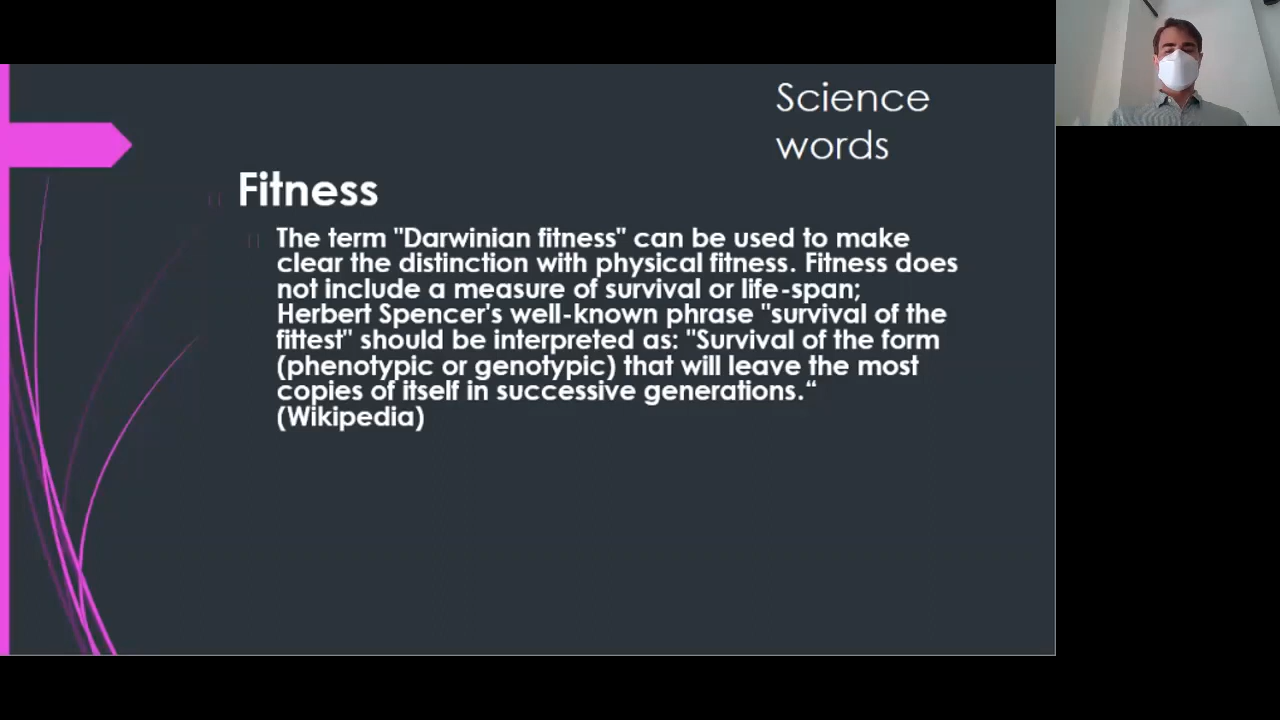 Science
words
Fitness
The term "Darwinian fitness" can be used to make
clear the distinction with physical fitness. Fitness does
not include a measure of survival or life-span;
Herbert Spencer's well-known phrase "survival of the
fittest" should be interpreted as: "Survival of the form
(phenotypic or genotypic) that will leave the most
copies of itself in successive generations.“
(Wikipedia)